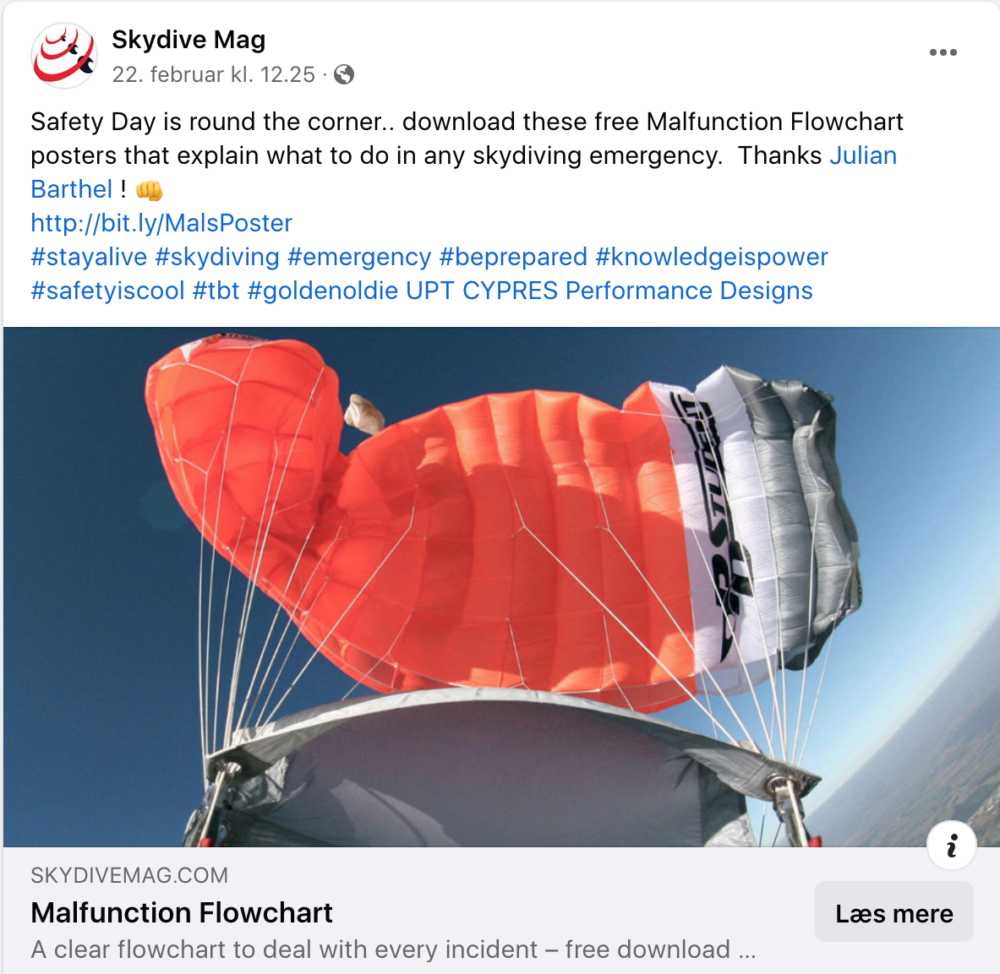 Skydive Mag
22. februar kl. 12.25 ·
Safety Day is round the corner.. download these free Malfunction Flowchart
posters that explain what to do in any skydiving emergency. Thanks Julian
Barthel ! 👊
http://bit.ly/MalsPoster
#stayalive #skydiving #emergency #beprepared #knowledgeispower
#safetyiscool #tbt #goldenoldie UPT CYPRES Performance Designs
STUDENT
SKYDIVEMAG.COM
Malfunction Flowchart
Læs mere
A clear flowchart to deal with every incident – free download ...